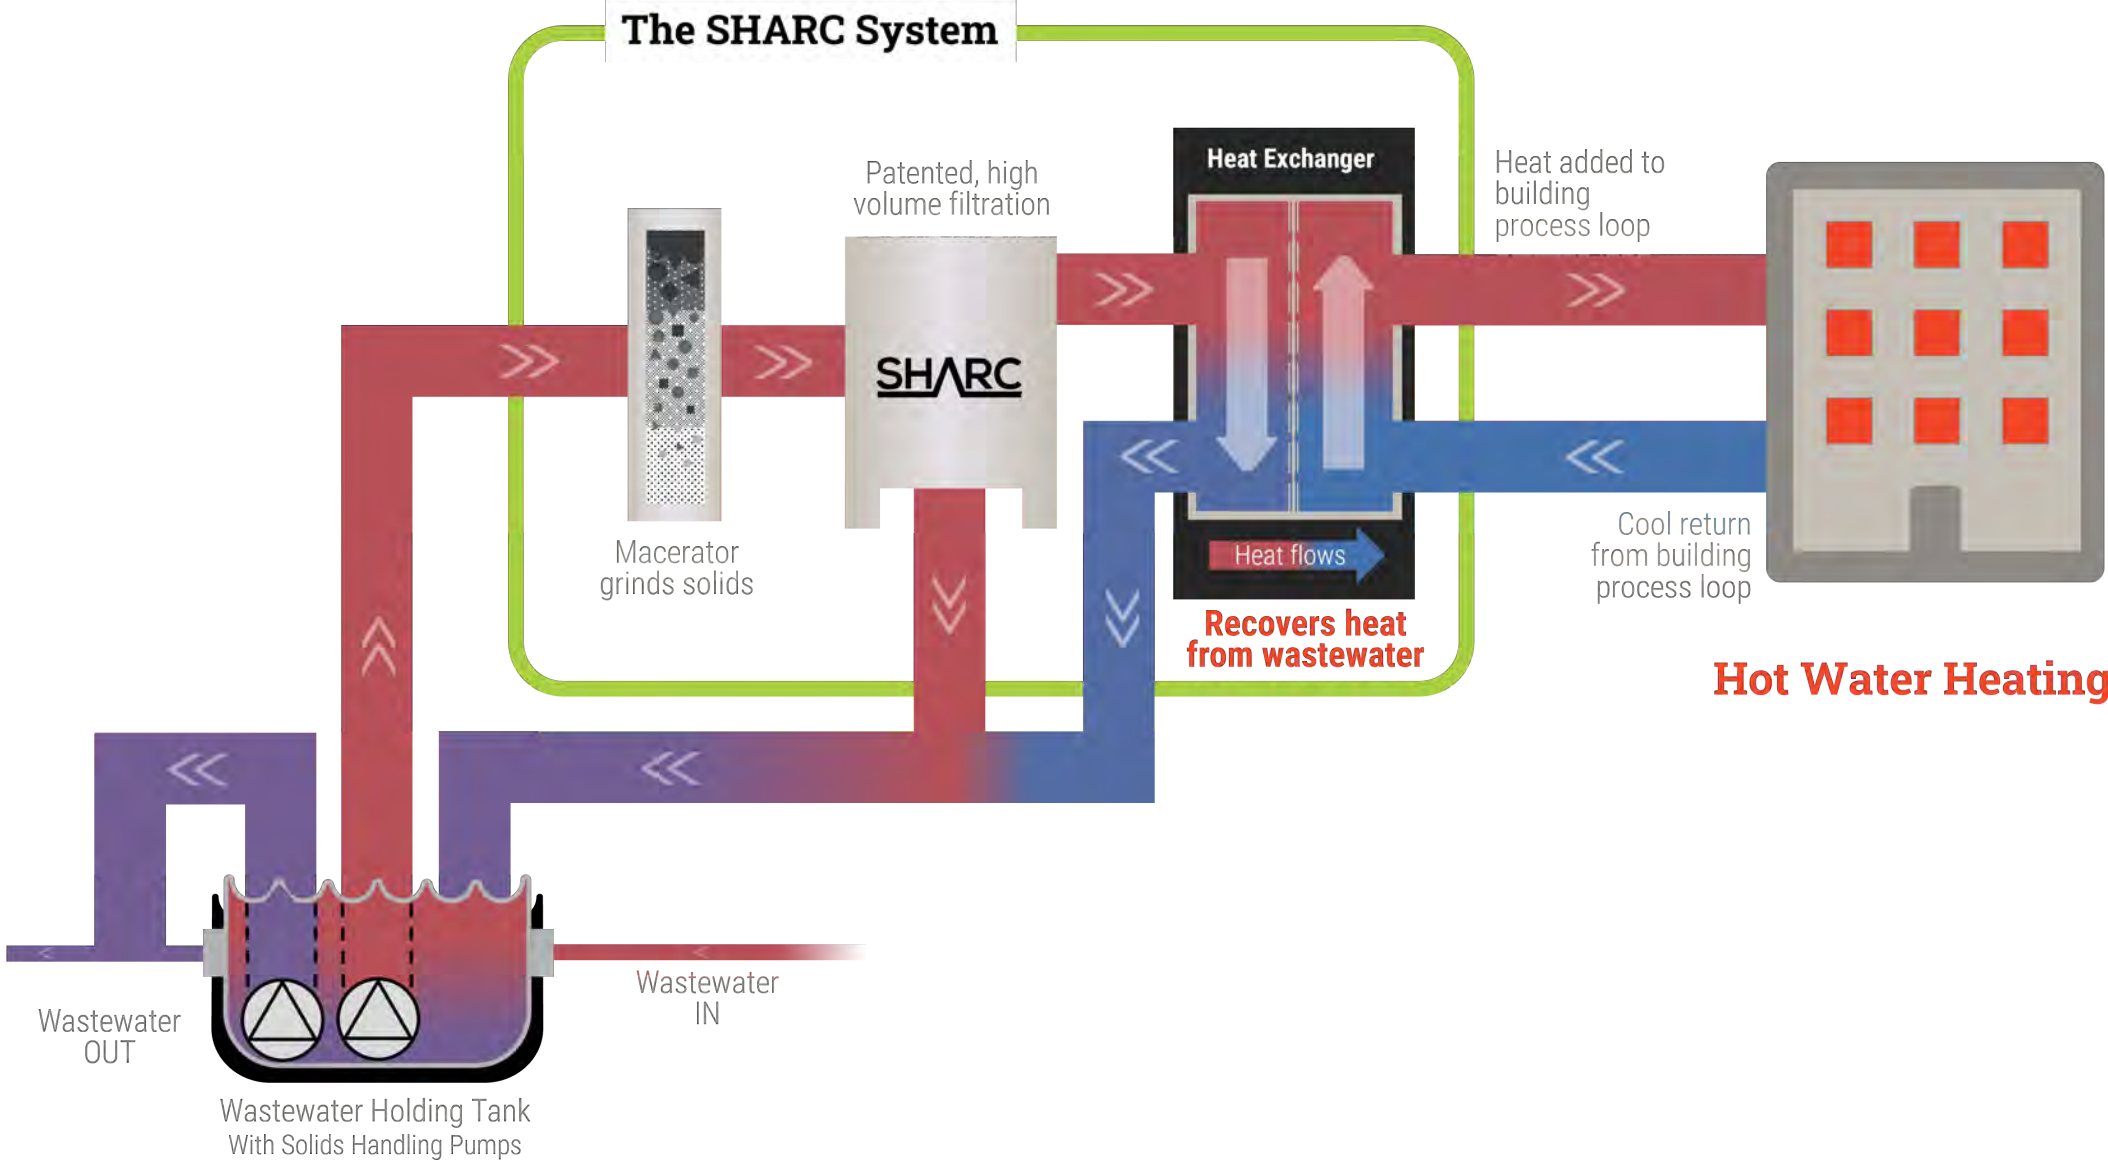 The SHARC System
Patented, high
volume filtration
Heat Exchanger
Heat added to
building
process loop
SHARC
Macerator
grinds solids
Heat flows
Cool return
from building
process loop
Recovers heat
from wastewater
Hot Water Heating
Wastewater
IN
Wastewater
OUT
Wastewater Holding Tank
With Solids Handling Pumps